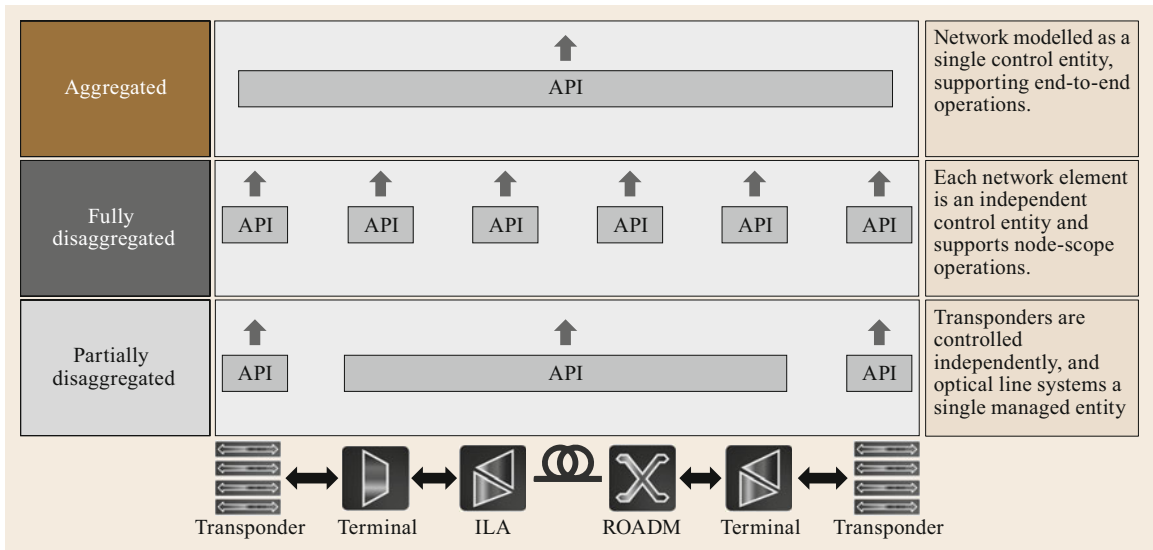 Aggregated
API
Network modelled as a
single control entity,
supporting end-to-end
operations.
Fully
disaggregated
API API API API API API
Each network element
is an independent
control entity and
supports node-scope
operations.
Partially
disaggregated
API API API
Transponders are
controlled
independently, and
optical line systems a
single managed entity
Transponder Terminal ILA ROADM Terminal Transponder